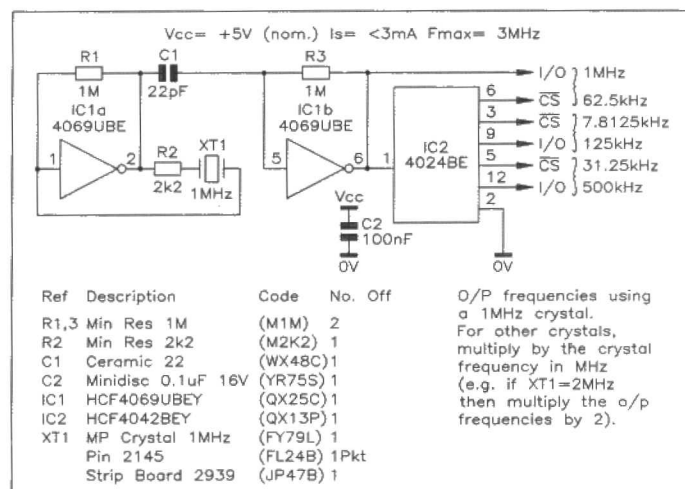 Vcc= +5V (nom.) Is= <3mA Fmax= 3MHz
R1
1M
C1
22pF
R3
1M
IC1a
4069UBE
IC1b
4069UBE
1
2
R2
2k2
XT1
1MHz
5
6
1
IC2
4024BE
I/O 1MHz
6 CS 62.5kHz
3 CS 7.8125kHz
9 I/O 125kHz
5 CS 31.25kHz
12 I/O 500kHz
2
Vcc
C2
100nF
0V
0V
Ref Description Code No. Off
R1,3 Min Res 1M (M1M) 2
R2 Min Res 2k2 (M2K2) 1
C1 Ceramic 22 (WX48C) 1
C2 Minidisc 0.1uF 16V (YR75S) 1
IC1 HCF4069UBEY (QX25C) 1
IC2 HCF4042BEY (QX13P) 1
XT1 MP Crystal 1MHz (FY79L) 1
Pin 2145 (FL24B) 1Pkt
Strip Board 2939 (JP47B) 1
O/P frequencies using
a 1MHz crystal.
For other crystals,
multiply by the crystal
frequency in MHz
(e.g. if XT1=2MHz
then multiply the o/p
frequencies by 2).